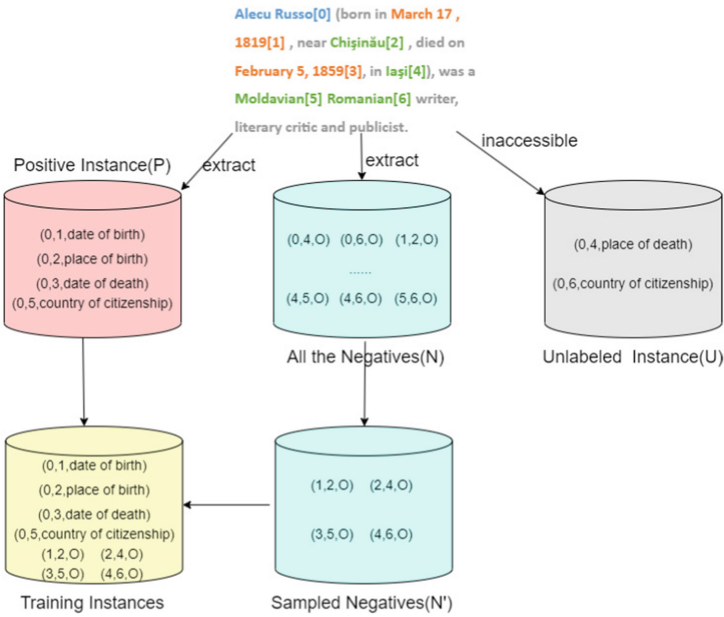 Alecu Russo[0] (born in March 17 ,
1819[1] , near Chișinău[2] , died on
February 5, 1859[3], in Iași[4]), was a
Moldavian[5] Romanian[6] writer,
literary critic and publicist.
inaccessible
extract
extract
Positive Instance(P)
(0,1,date of birth)
(0,2,place of birth)
(0,3,date of death)
(0,5,country of citizenship)
(0,4,O) (0,6,O) (1,2,O)
......
(4,5,O) (4,6,O) (5,6,O)
All the Negatives(N)
(0,4,place of death)
(0,6,country of citizenship)
Unlabeled Instance(U)
(0,1,date of birth)
(0,2,place of birth)
(0,3,date of death)
(0,5,country of citizenship)
(1,2,O) (2,4,O)
(3,5,O) (4,6,O)
Training Instances
(1,2,O) (2,4,O)
(3,5,O) (4,6,O)
Sampled Negatives(N')